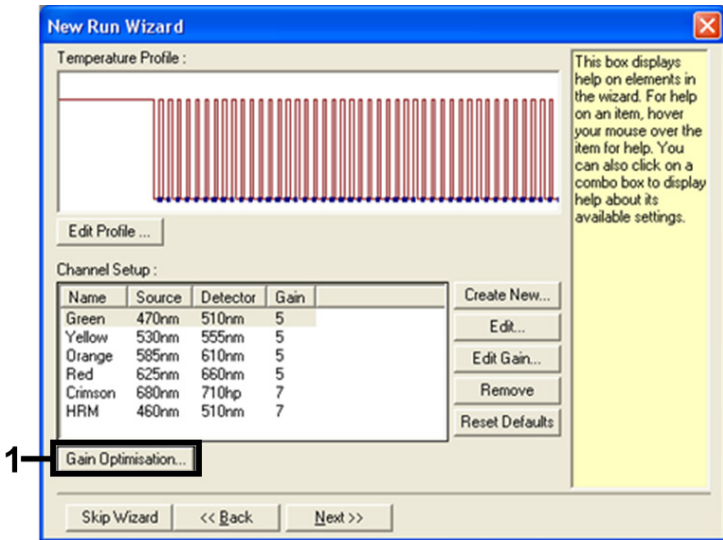 New Run Wizard
Temperature Profile :
This box displays
help on elements in
the wizard. For help
on an item, hover
your mouse over the
item for help. You
can also click on a
combo box to display
help about its
available settings.
Edit Profile ...
Channel Setup :
Name Source Detector Gain
Green 470nm 510nm 5
Yellow 530nm 555nm 5
Orange 585nm 610nm 5
Red 625nm 660nm 5
Crimson 680nm 710hp 7
HRM 460nm 510nm 7
Create New...
Edit...
Edit Gain...
Remove
Reset Defaults
1
Gain Optimisation...
Skip Wizard << Back Next >>